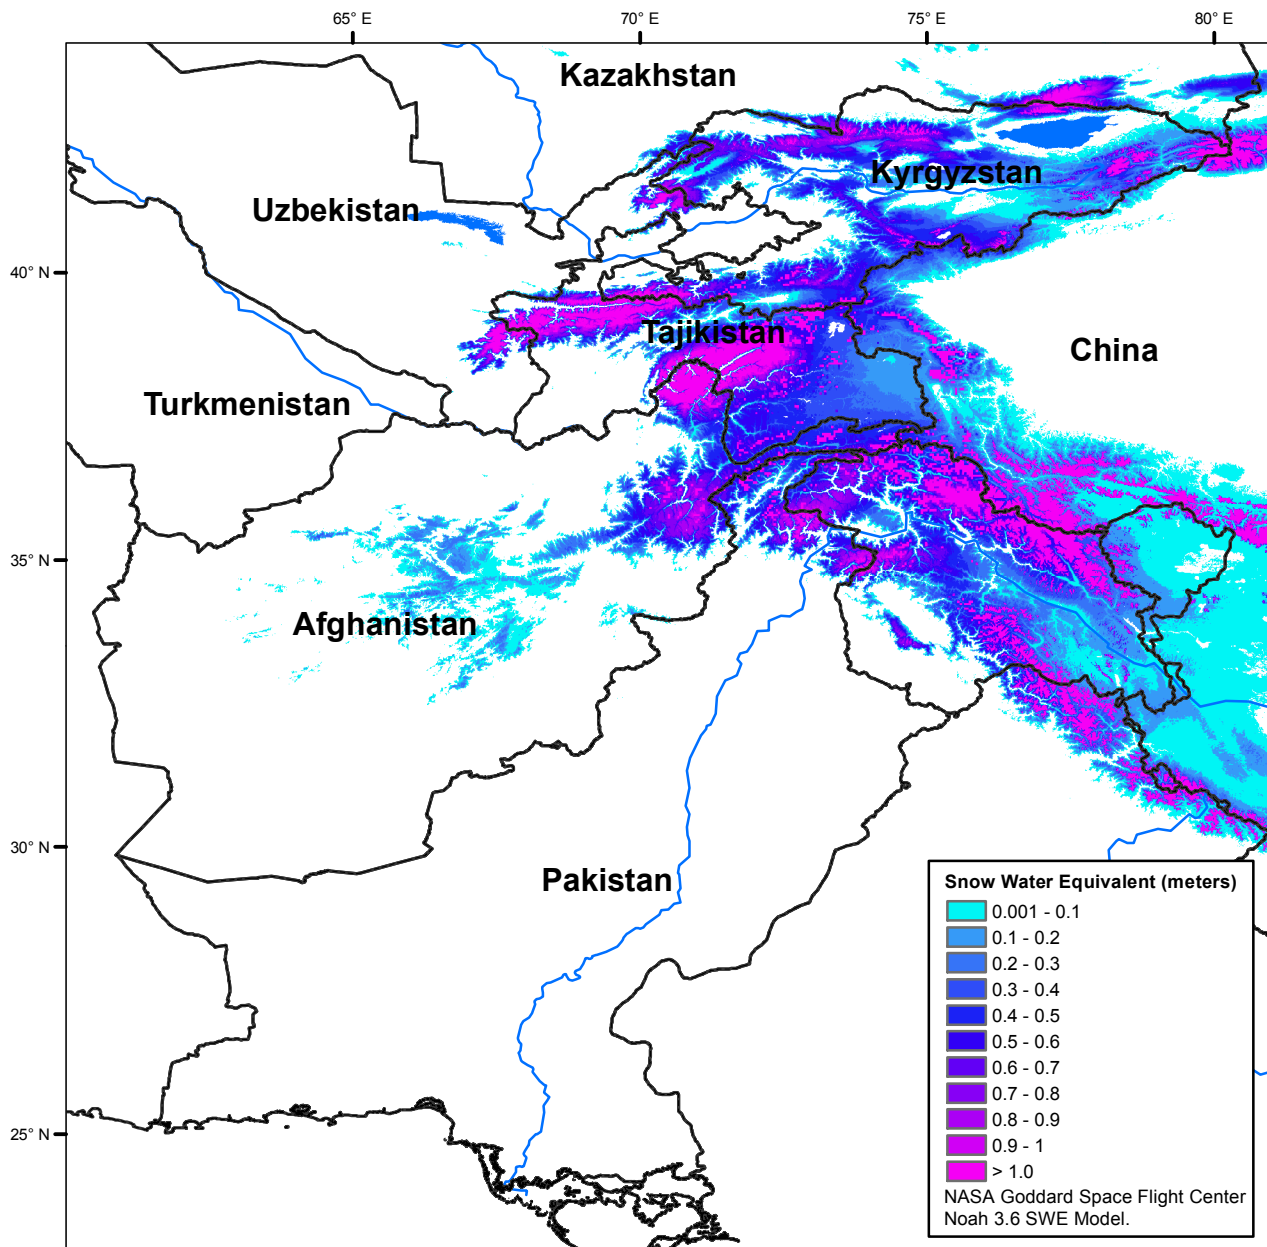 65° E
70° E
75° E
80° E
Kazakhstan
Kyrgyzstan
Uzbekistan
40° N
Tajikistan
China
Turkmenistan
35° N
Afghanistan
30° N
Pakistan
25° N
Snow Water Equivalent (meters)
0.001 - 0.1
0.1 - 0.2
0.2 - 0.3
0.3 - 0.4
0.4 - 0.5
0.5 - 0.6
0.6 - 0.7
0.7 - 0.8
0.8 - 0.9
0.9 - 1
> 1.0
NASA Goddard Space Flight Center
Noah 3.6 SWE Model.